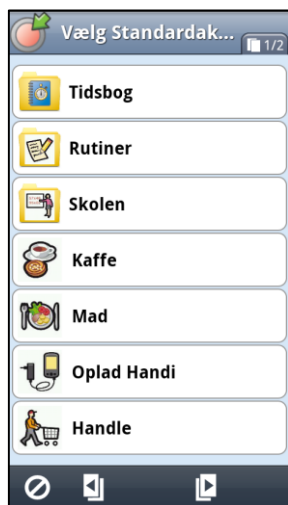 Vælg Standardak...
1/2
Tidsbog
Rutiner
Skolen
Kaffe
Mad
Oplad Handi
Handle